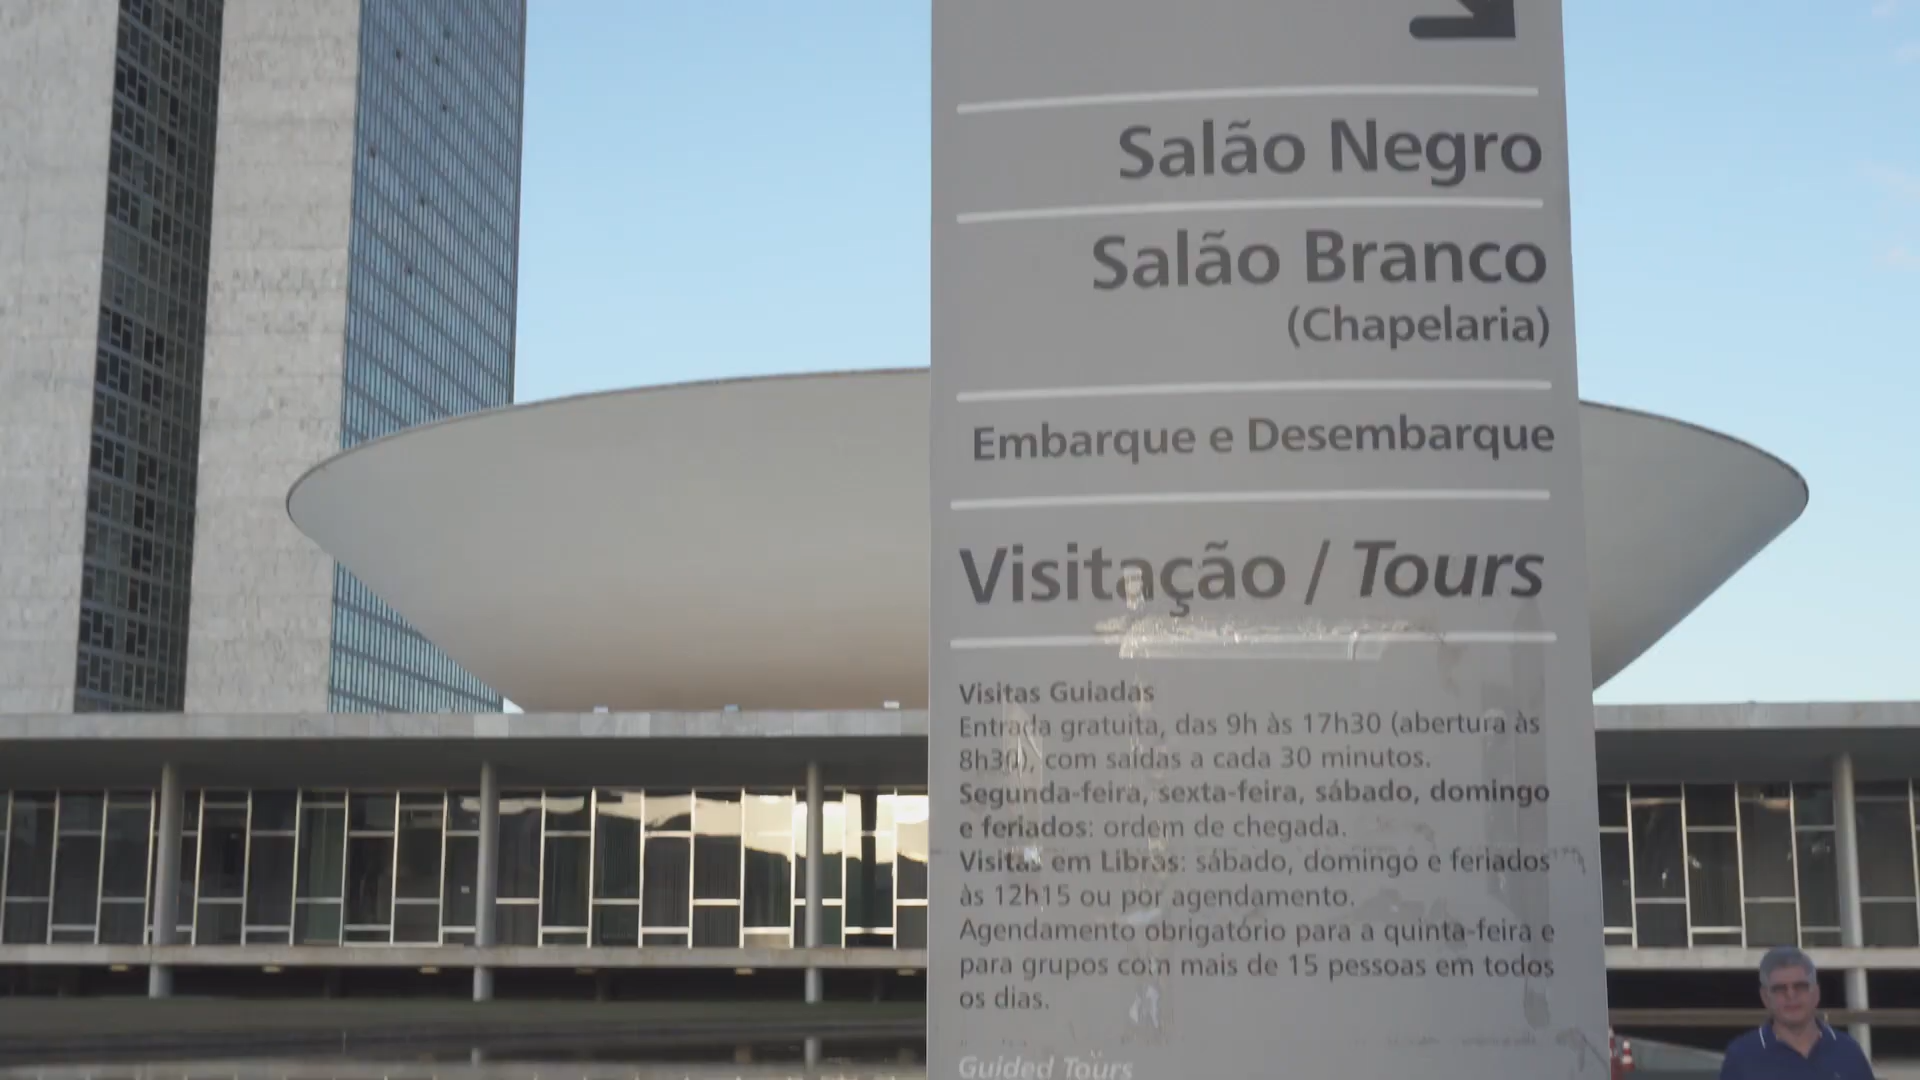 Salão Negro
Salão Branco
(Chapelaria)
Embarque e Desembarque
Visitação / Tours
Visitas Guiadas
Entrada gratuita, das 9h às 17h30 (abertura às
8h30), com saídas a cada 30 minutos.
Segunda-feira, sexta-feira, sábado, domingo
e feriados: ordem de chegada.
Visitas em Libras: sábado, domingo e feriados
às 12h15 ou por agendamento.
Agendamento obrigatório para a quinta-feira e
para grupos com mais de 15 pessoas em todos
os dias.
Guided Tours